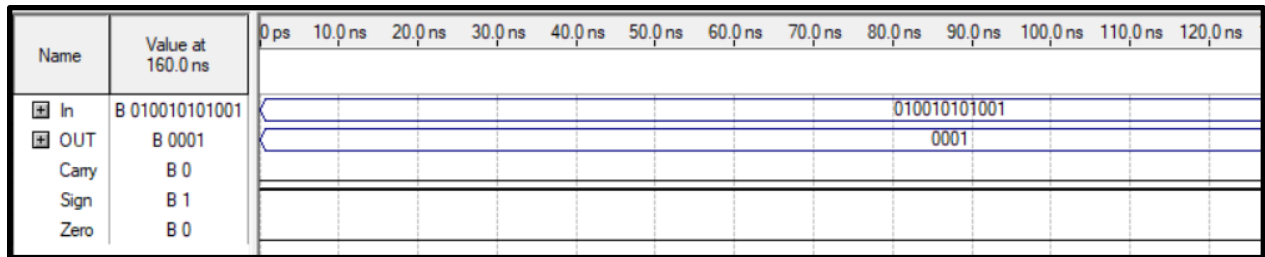 Name Value at 160.0 ns 0 ps 10.0 ns 20.0 ns 30.0 ns 40.0 ns 50.0 ns 60.0 ns 70.0 ns 80.0 ns 90.0 ns 100.0 ns 110.0 ns 120.0 ns
In B 010010101001 010010101001
OUT B 0001 0001
Carry B 0
Sign B 1
Zero B 0